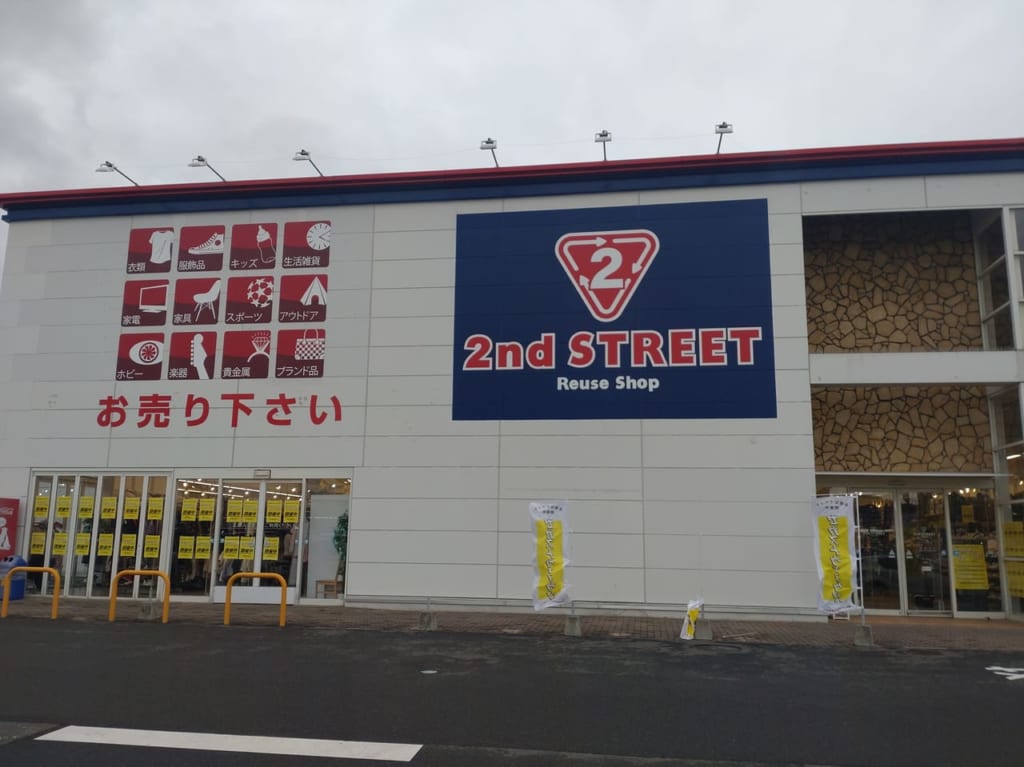 衣類
服飾品
キッズ
生活雑貨
家電
家具
スポーツ
アウトドア
ホビー
楽器
貴金属
ブランド品
お売り下さい
2
2nd STREET
Reuse Shop